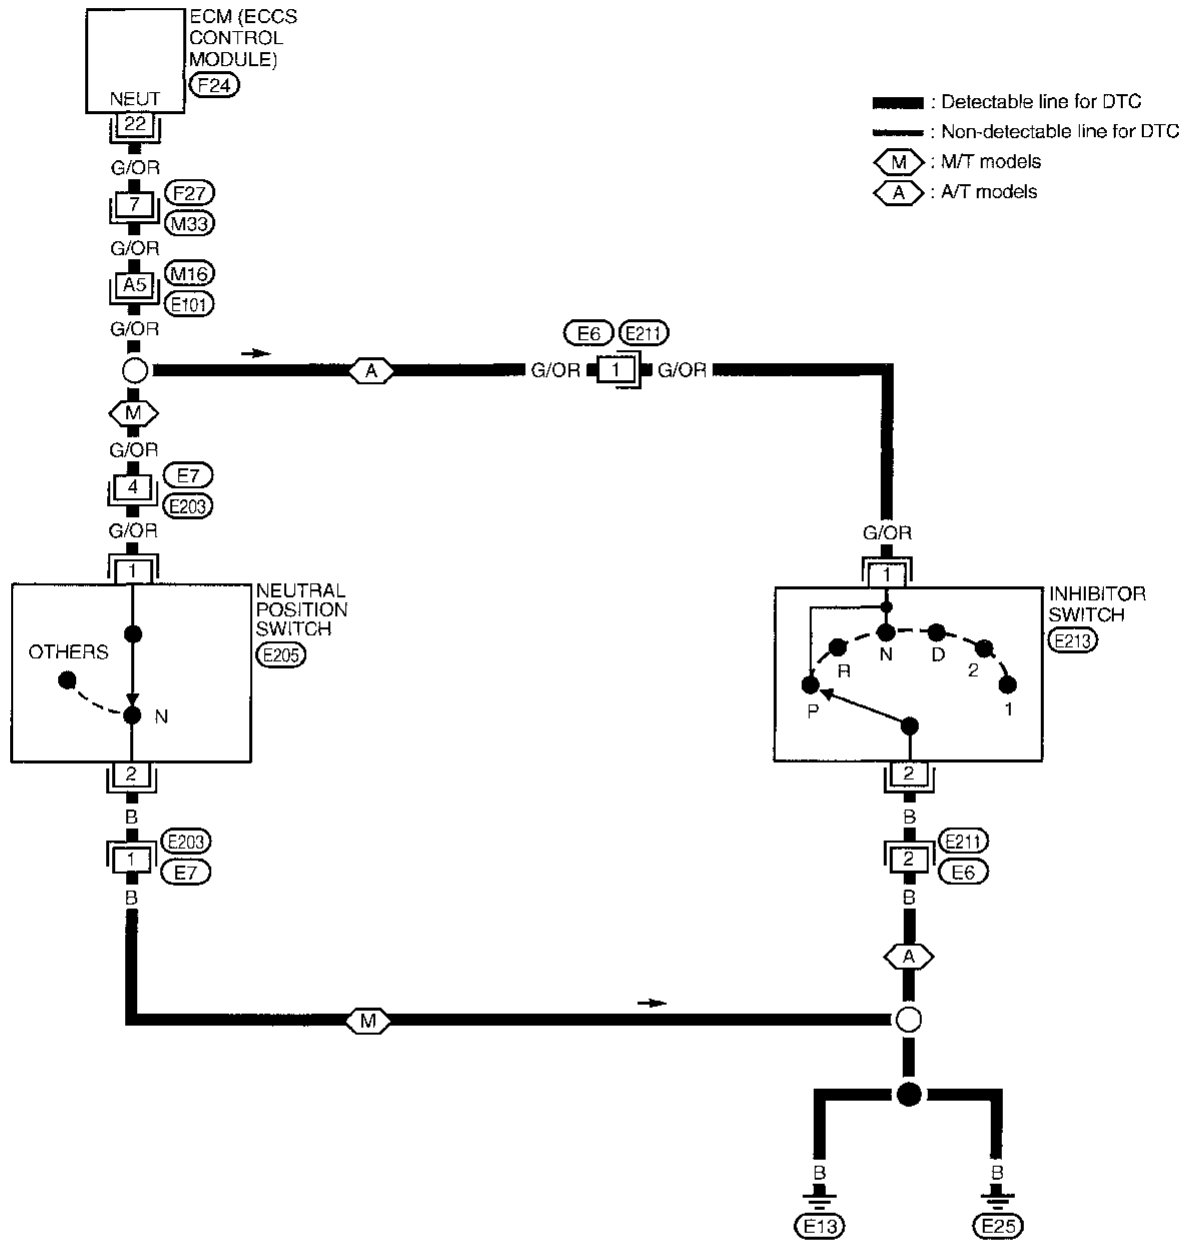 ECM (ECCS
CONTROL
MODULE)
F24
NEUT
22
: Detectable line for DTC
: Non-detectable line for DTC
M : M/T models
A : A/T models
G/OR
7
F27
M33
G/OR
A5
M16
E101
G/OR
A
G/OR
E6
E211
1
G/OR
M
G/OR
4
E7
E203
G/OR
1
G/OR
1
NEUTRAL
POSITION
SWITCH
E205
OTHERS
N
2
INHIBITOR
SWITCH
E213
P
R
N
D
2
1
2
B
E203
1
E7
B
B
E211
2
E6
B
A
M
B
B
E13
E25